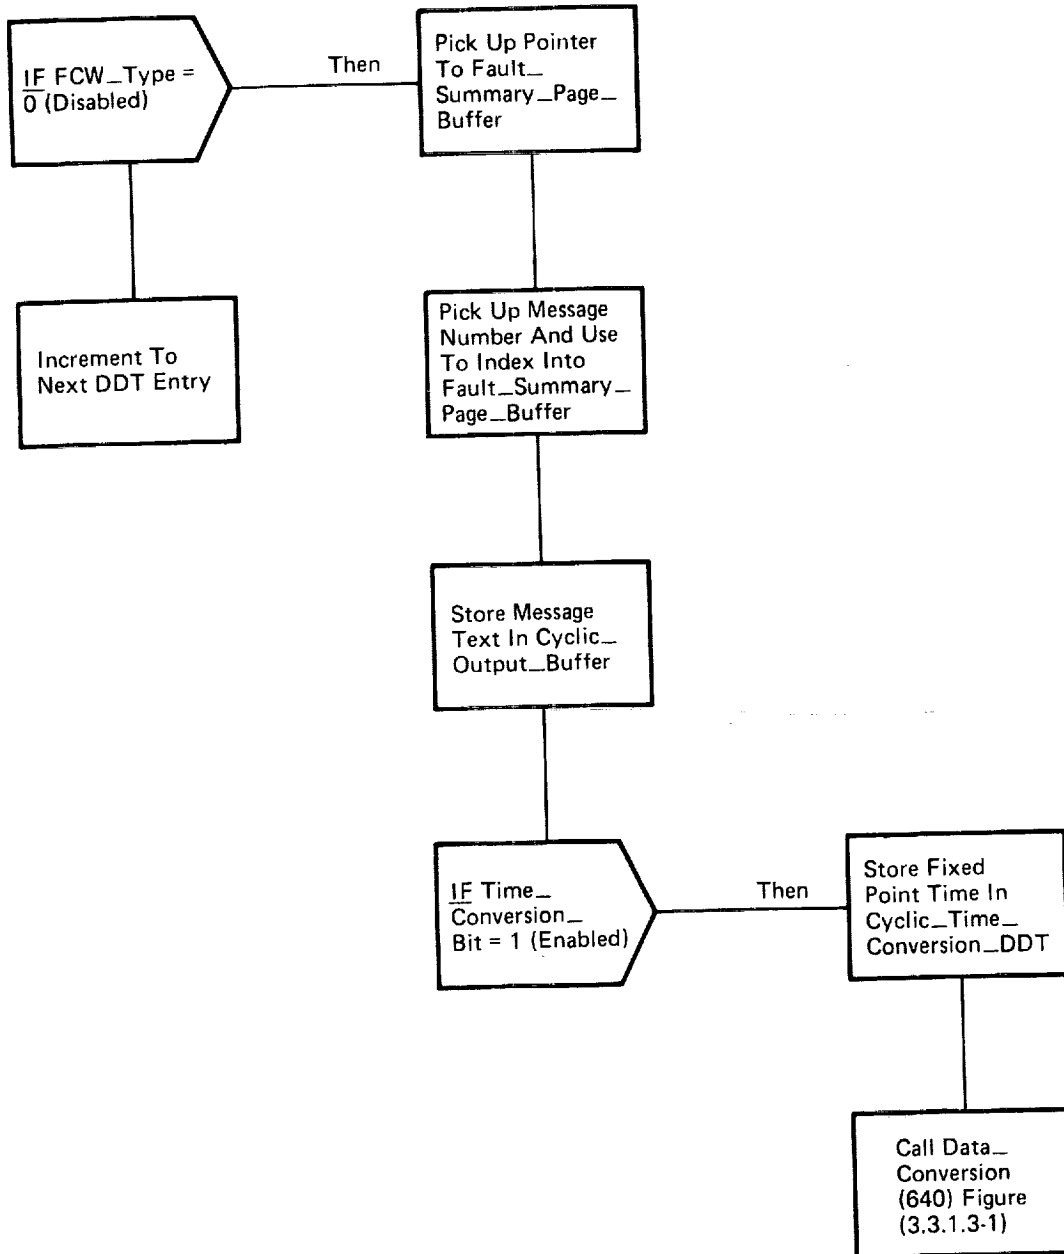 IF FCW_Type =
0 (Disabled)
Then
Pick Up Pointer
To Fault_
Summary_Page_
Buffer
Increment To
Next DDT Entry
Pick Up Message
Number And Use
To Index Into
Fault_Summary_
Page_Buffer
Store Message
Text In Cyclic_
Output_Buffer
IF Time_
Conversion_
Bit = 1 (Enabled)
Then
Store Fixed
Point Time In
Cyclic_Time_
Conversion_DDT
Call Data_
Conversion
(640) Figure
(3.3.1.3-1)